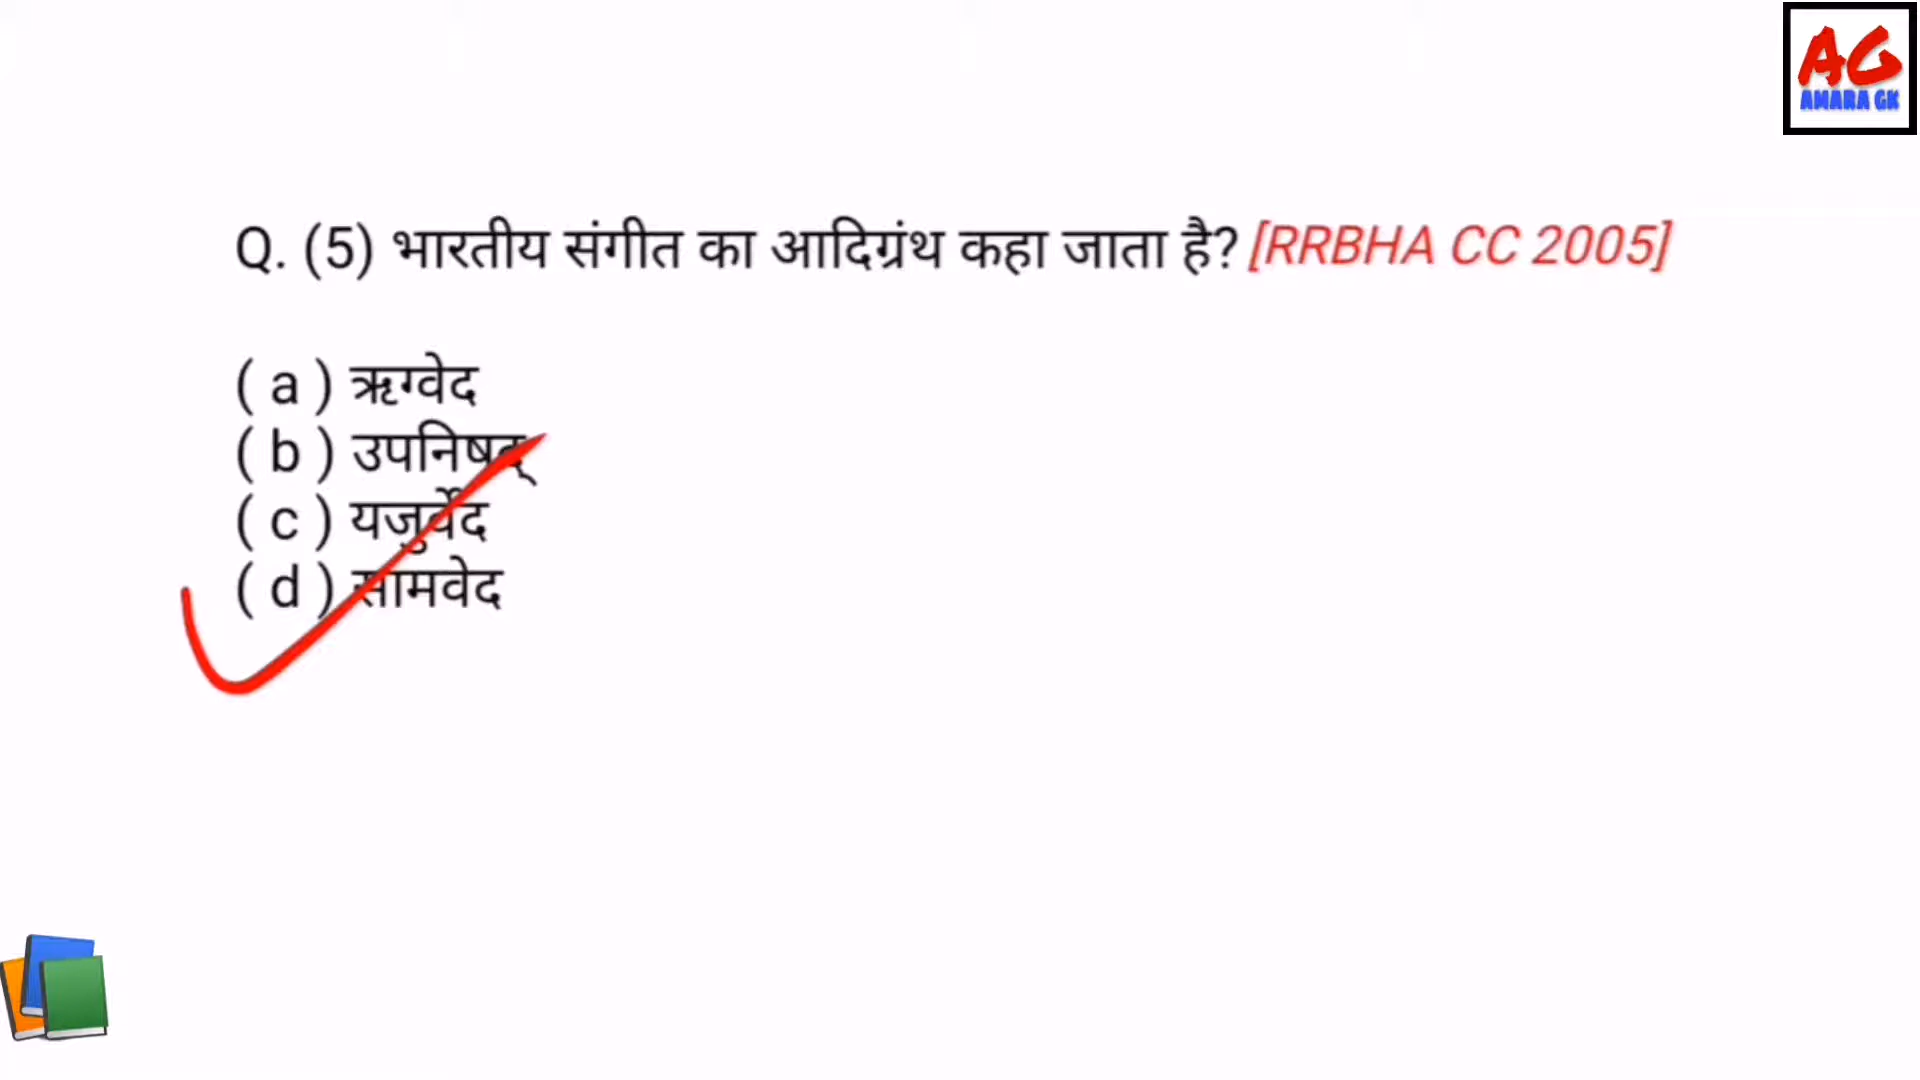 AG
AMARA GK
Q. (5) भारतीय संगीत का आदिग्रंथ कहा जाता है? [RRBHA CC 2005]
( a ) ऋग्वेद
( b ) उपनिषद्
( c ) यजुर्वेद
( d ) सामवेद